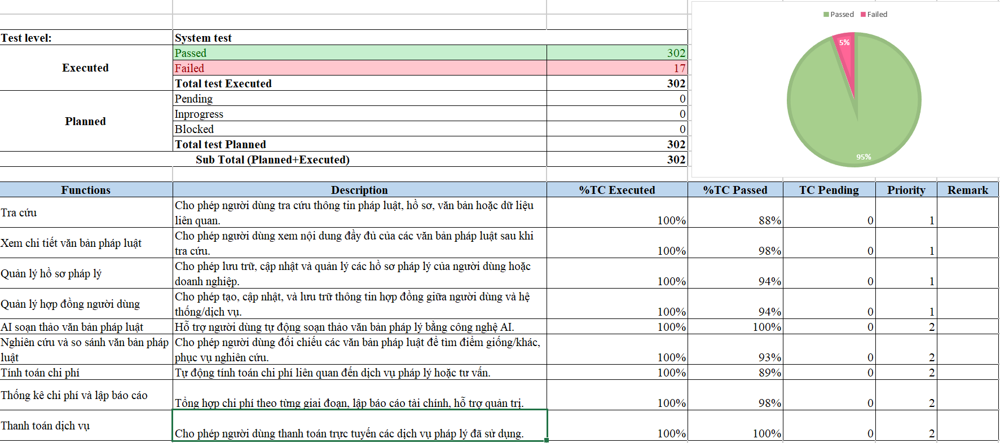 Passed Failed
5%
95%
Test level: System test
Executed
Passed 302
Failed 17
Total test Executed 302
Planned
Pending 0
Inprogress 0
Blocked 0
Total test Planned 302
Sub Total (Planned+Executed) 302
Functions Description %TC Executed %TC Passed TC Pending Priority Remark
Tra cứu
Cho phép người dùng tra cứu thông tin pháp luật, hồ sơ, văn bản hoặc dữ liệu
liên quan.
100% 88% 0 1
Xem chi tiết văn bản pháp luật
Cho phép người dùng xem nội dung đầy đủ của các văn bản pháp luật sau khi
tra cứu.
100% 98% 0 1
Quản lý hồ sơ pháp lý
Cho phép lưu trữ, cập nhật và quản lý các hồ sơ pháp lý của người dùng hoặc
doanh nghiệp.
100% 94% 0 1
Quản lý hợp đồng người dùng
Cho phép tạo, cập nhật, và lưu trữ thông tin hợp đồng giữa người dùng và hệ
thống/dịch vụ.
100% 94% 0 1
AI soạn thảo văn bản pháp luật Hỗ trợ người dùng tự động soạn thảo văn bản pháp lý bằng công nghệ AI. 100% 100% 0 2
Nghiên cứu và so sánh văn bản pháp
luật
Cho phép người dùng đối chiếu các văn bản pháp luật để tìm điểm giống/khác,
phục vụ nghiên cứu.
100% 93% 0 2
Tính toán chi phí Tự động tính toán chi phí liên quan đến dịch vụ pháp lý hoặc tư vấn. 100% 89% 0 2
Thống kê chi phí và lập báo cáo
Tổng hợp chi phí theo từng giai đoạn, lập báo cáo tài chính, hỗ trợ quản trị. 100% 98% 0 2
Thanh toán dịch vụ
Cho phép người dùng thanh toán trực tuyến các dịch vụ pháp lý đã sử dụng. 100% 100% 0 2